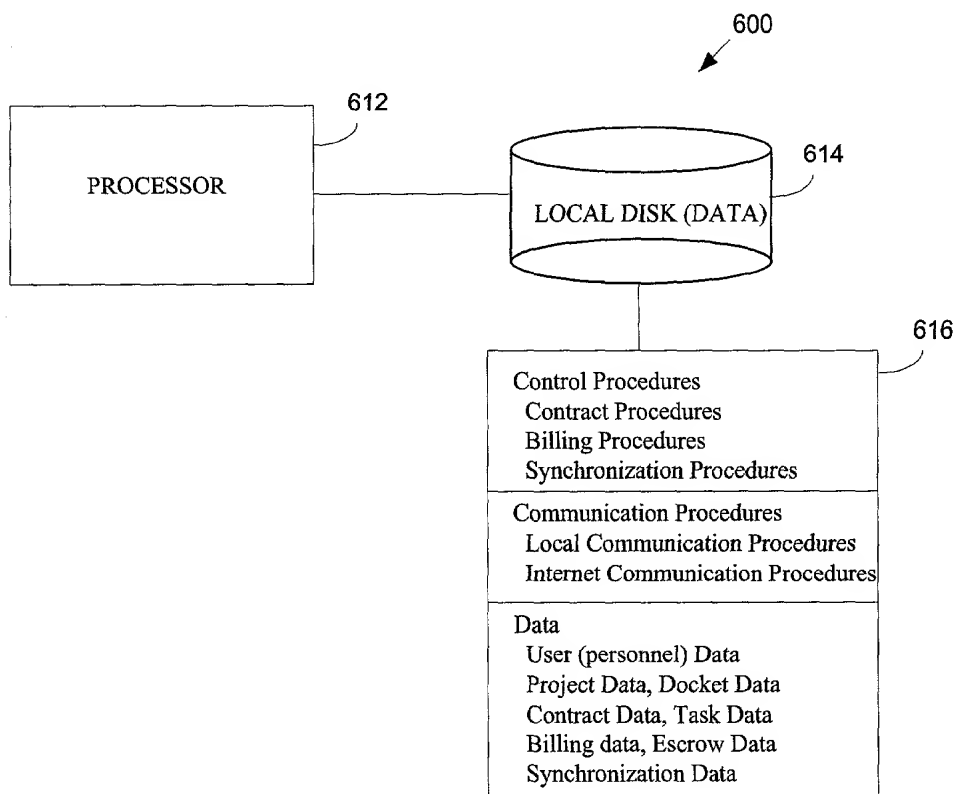 600
612
PROCESSOR
614
LOCAL DISK (DATA)
616
Control Procedures
Contract Procedures
Billing Procedures
Synchronization Procedures
Communication Procedures
Local Communication Procedures
Internet Communication Procedures
Data
User (personnel) Data
Project Data, Docket Data
Contract Data, Task Data
Billing data, Escrow Data
Synchronization Data